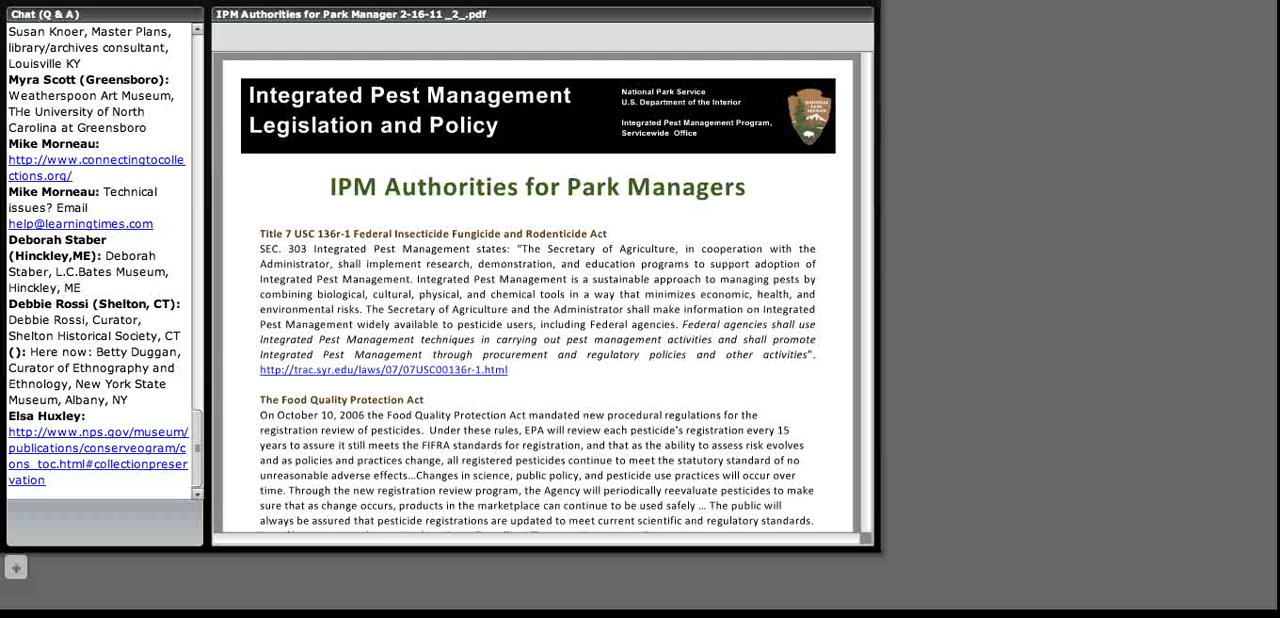 Chat (Q & A)
Susan Knoer, Master Plans,
library/archives consultant,
Louisville KY
Myra Scott (Greensboro):
Weatherspoon Art Museum,
THe University of North
Carolina at Greensboro
Mike Morneau:
http://www.connectingtocolle
ctions.org/
Mike Morneau: Technical
issues? Email
help@learningtimes.com
Deborah Staber
(Hinckley,ME): Deborah
Staber, L.C.Bates Museum,
Hinckley, ME
Debbie Rossi (Shelton, CT):
Debbie Rossi, Curator,
Shelton Historical Society, CT
(): Here now: Betty Duggan,
Curator of Ethnography and
Ethnology, New York State
Museum, Albany, NY
Elsa Huxley:
http://www.nps.gov/museum/
publications/conserveogram/c
ons_toc.html#collectionpreser
vation
IPM Authorities for Park Manager 2-16-11 _2_.pdf
Integrated Pest Management
Legislation and Policy
National Park Service
U.S. Department of the Interior
Integrated Pest Management Program,
Servicewide Office
IPM Authorities for Park Managers
Title 7 USC 136r-1 Federal Insecticide Fungicide and Rodenticide Act
SEC. 303 Integrated Pest Management states: “The Secretary of Agriculture, in cooperation with the
Administrator, shall implement research, demonstration, and education programs to support adoption of
Integrated Pest Management. Integrated Pest Management is a sustainable approach to managing pests by
combining biological, cultural, physical, and chemical tools in a way that minimizes economic, health, and
environmental risks. The Secretary of Agriculture and the Administrator shall make information on Integrated
Pest Management widely available to pesticide users, including Federal agencies. Federal agencies shall use
Integrated Pest Management techniques in carrying out pest management activities and shall promote
Integrated Pest Management through procurement and regulatory policies and other activities”.
http://trac.syr.edu/laws/07/07USC00136r-1.html
The Food Quality Protection Act
On October 10, 2006 the Food Quality Protection Act mandated new procedural regulations for the
registration review of pesticides. Under these rules, EPA will review each pesticide's registration every 15
years to assure it still meets the FIFRA standards for registration, and that as the ability to assess risk evolves
and as policies and practices change, all registered pesticides continue to meet the statutory standard of no
unreasonable adverse effects...Changes in science, public policy, and pesticide use practices will occur over
time. Through the new registration review program, the Agency will periodically reevaluate pesticides to make
sure that as change occurs, products in the marketplace can continue to be used safely ... The public will
always be assured that pesticide registrations are updated to meet current scientific and regulatory standards.